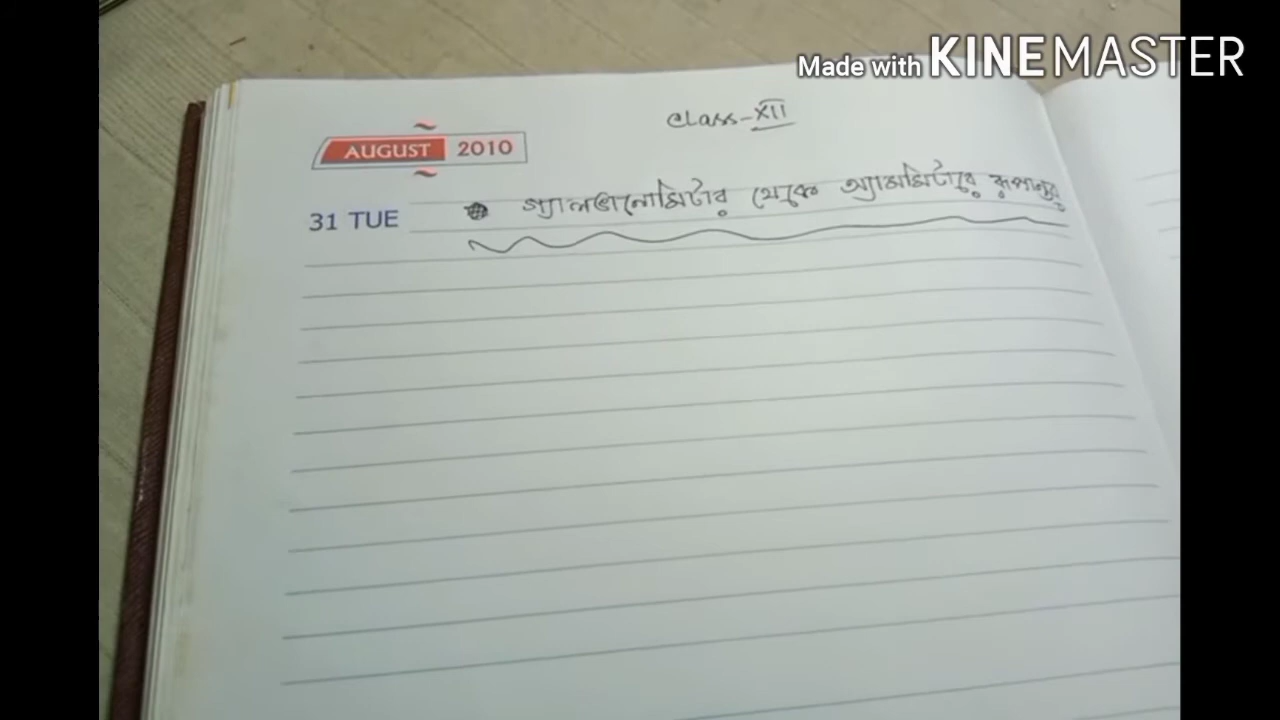 Made with KINEMASTER
Class-XII
AUGUST 2010
31 TUE
গ্যালভানোমিটার থেকে অ্যামমিটারে রূপান্তর